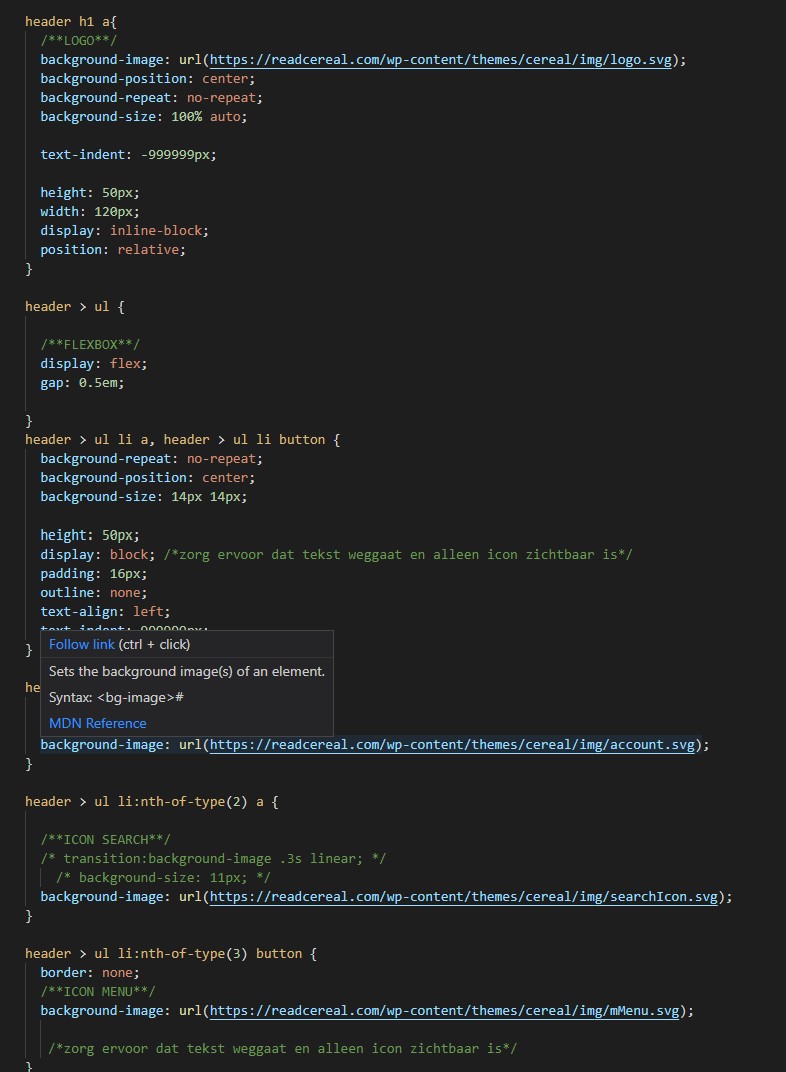 header h1 a{
/**LOGO**/
background-image: url(https://readcereal.com/wp-content/themes/cereal/img/logo.svg);
background-position: center;
background-repeat: no-repeat;
background-size: 100% auto;
text-indent: -999999px;
height: 50px;
width: 120px;
display: inline-block;
position: relative;
}
header > ul {
/**FLEXBOX**/
display: flex;
gap: 0.5em;
}
header > ul li a, header > ul li button {
background-repeat: no-repeat;
background-position: center;
background-size: 14px 14px;
height: 50px;
display: block; /*zorg ervoor dat tekst weggaat en alleen icon zichtbaar is*/
padding: 16px;
outline: none;
text-align: left;
}
Follow link (ctrl + click)
he
Sets the background image(s) of an element.
Syntax: <bg-image>#
MDN Reference
background-image: url(https://readcereal.com/wp-content/themes/cereal/img/account.svg);
}
header > ul li:nth-of-type(2) a {
/**ICON SEARCH**/
/* transition:background-image .3s linear; */
/* background-size: 11px; */
background-image: url(https://readcereal.com/wp-content/themes/cereal/img/searchIcon.svg);
}
header > ul li:nth-of-type(3) button {
border: none;
/**ICON MENU**/
background-image: url(https://readcereal.com/wp-content/themes/cereal/img/mMenu.svg);
/*zorg ervoor dat tekst weggaat en alleen icon zichtbaar is*/
}